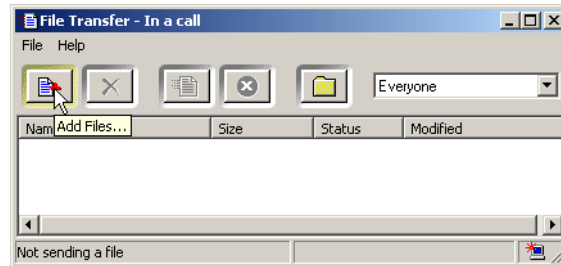 File Transfer - In a call
File Help
Everyone
Nam Add Files... Size Status Modified
Not sending a file